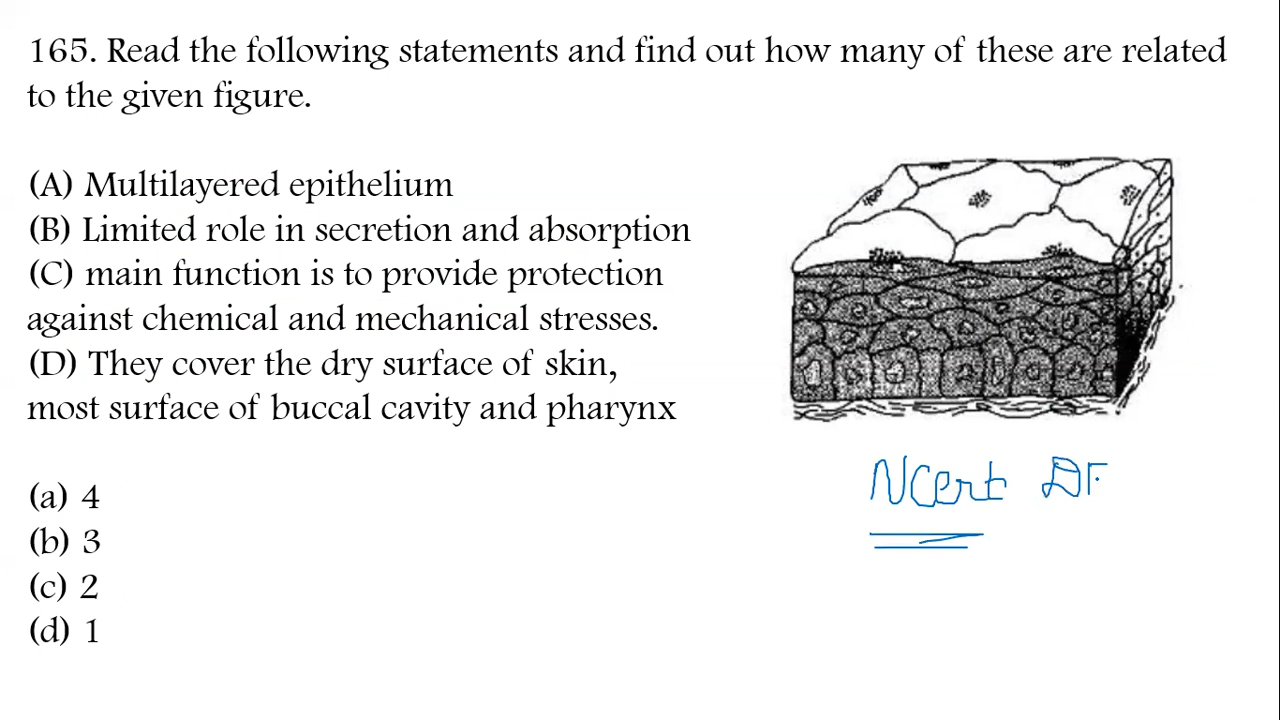 165. Read the following statements and find out how many of these are related
to the given figure.
(A) Multilayered epithelium
(B) Limited role in secretion and absorption
(C) main function is to provide protection
against chemical and mechanical stresses.
(D) They cover the dry surface of skin,
most surface of buccal cavity and pharynx
(a) 4
(b) 3
(c) 2
(d) 1
Ncert